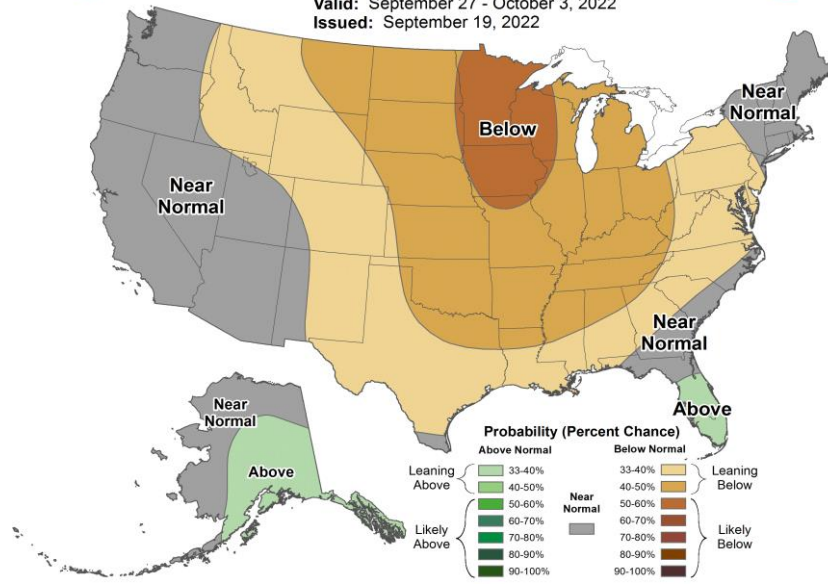 Valid: September 27 - October 3, 2022
Issued: September 19, 2022
Near
Normal
Below
Near
Normal
Near
Normal
Above
Near
Normal
Above
Probability (Percent Chance)
Above Normal
Below Normal
Leaning
Above
33-40%
40-50%
Likely
Above
50-60%
60-70%
70-80%
80-90%
90-100%
Near
Normal
33-40%
40-50%
Leaning
Below
50-60%
60-70%
70-80%
80-90%
90-100%
Likely
Below